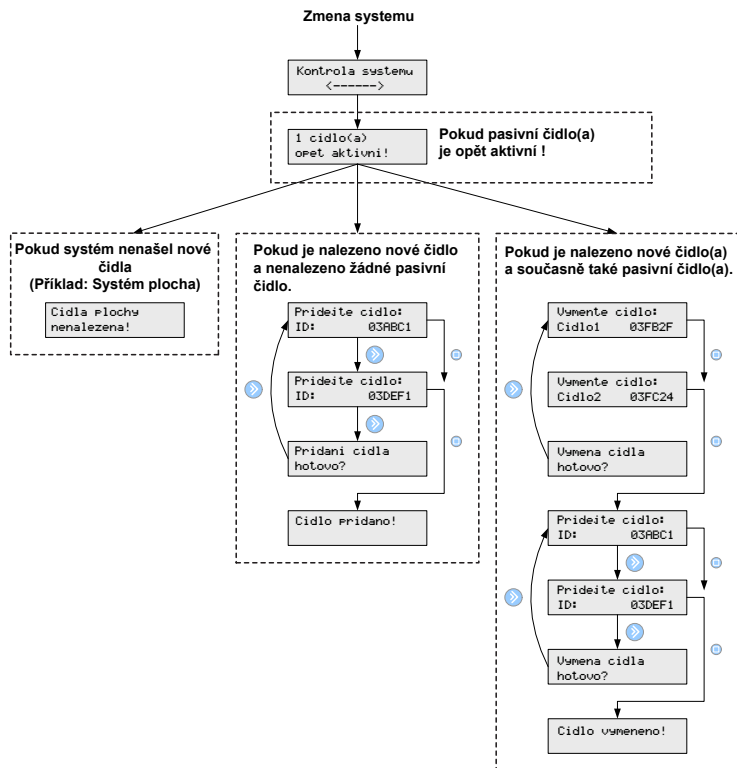 Zmena systemu
Kontrola systemu
<------>
1 cidlo(a)
opet aktivni!
Pokud pasivní čidlo(a)
je opět aktivní !
Pokud systém nenašel nové
čidla
(Příklad: Systém plocha)
Cidla plochy
nenalezena!
Pokud je nalezeno nové čidlo
a nenalezeno žádné pasivní
čidlo.
Pridejte cidlo:
ID: 03ABC1
Pridejte cidlo:
ID: 03DEF1
Pridani cidla
hotovo?
Cidlo pridano!
Pokud je nalezeno nové čidlo(a)
a současně také pasivní čidlo(a).
Vymente cidlo:
Cidlo1 03FB2F
Vymente cidlo:
Cidlo2 03FC24
Vymena cidla
hotovo?
Pridejte cidlo:
ID: 03ABC1
Pridejte cidlo:
ID: 03DEF1
Vymena cidla
hotovo?
Cidlo vymeneno!